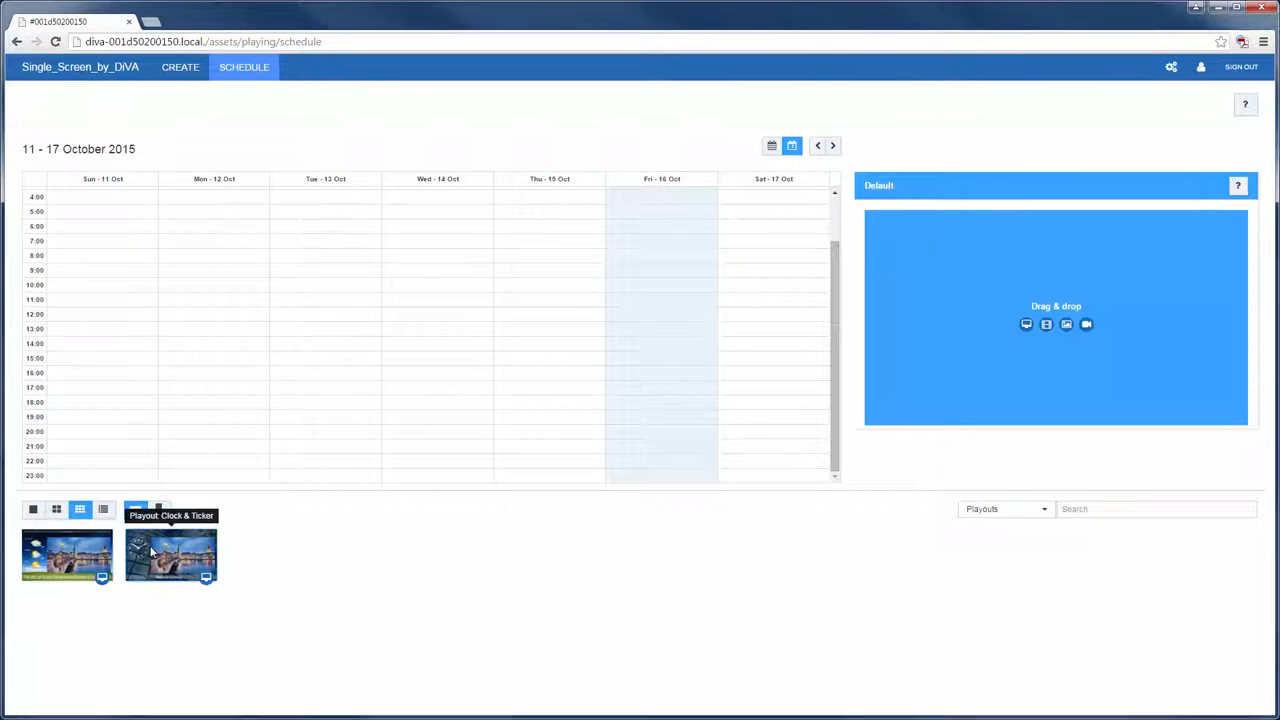 #001d50200150
diva-001d50200150.local./assets/playing/schedule
Single_Screen_by_DiVA CREATE SCHEDULE SIGN OUT
?
11 - 17 October 2015
Sun - 11 Oct Mon - 12 Oct Tue - 13 Oct Wed - 14 Oct Thu - 15 Oct Fri - 16 Oct Sat - 17 Oct
Default ?
4:00
5:00
6:00
7:00
8:00
9:00
10:00
11:00
12:00
13:00
14:00
15:00
16:00
17:00
18:00
19:00
20:00
21:00
22:00
23:00
Drag & drop
Playouts Search
Playout: Clock & Ticker